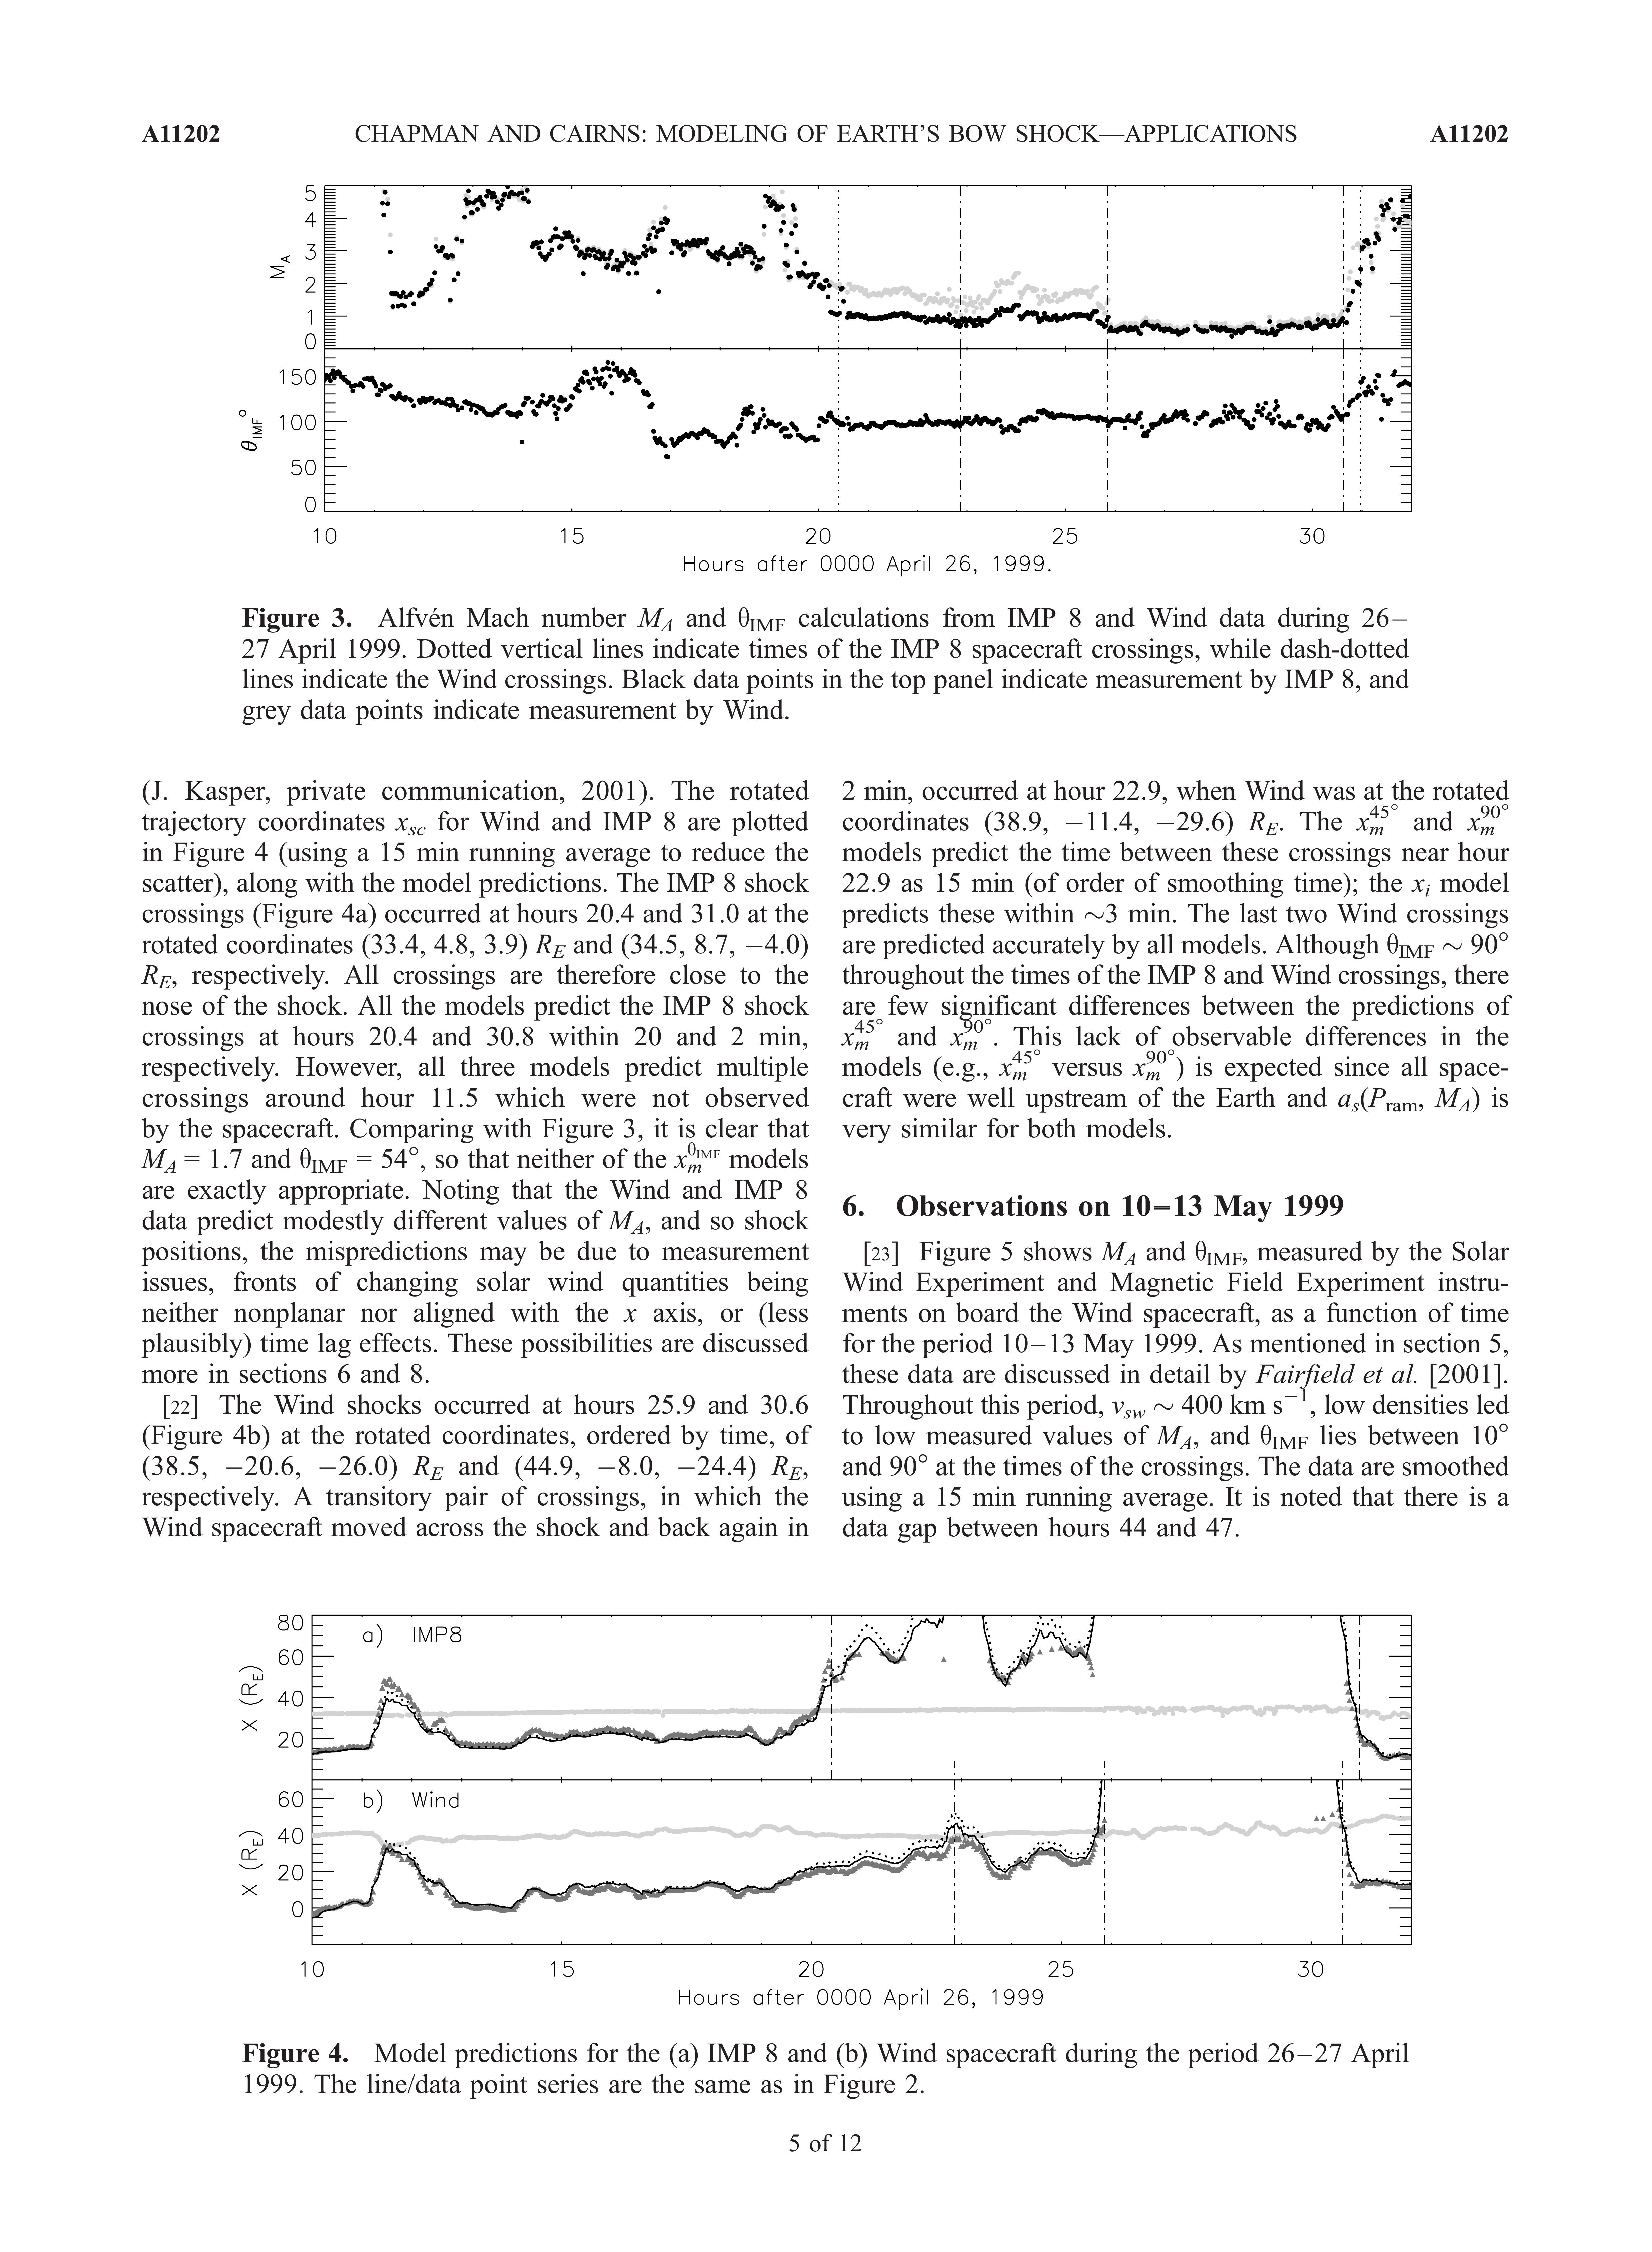 A11202 CHAPMAN AND CAIRNS: MODELING OF EARTH'S BOW SHOCK—APPLICATIONS A11202
5
4
3
2
1
0
M_A
150
100
50
0
θ_IMF°
10 15 20 25 30
Hours after 0000 April 26, 1999.
Figure 3. Alfvén Mach number M_A and θ_IMF calculations from IMP 8 and Wind data during 26–
27 April 1999. Dotted vertical lines indicate times of the IMP 8 spacecraft crossings, while dash-dotted
lines indicate the Wind crossings. Black data points in the top panel indicate measurement by IMP 8, and
grey data points indicate measurement by Wind.
(J. Kasper, private communication, 2001). The rotated
trajectory coordinates x_sc for Wind and IMP 8 are plotted
in Figure 4 (using a 15 min running average to reduce the
scatter), along with the model predictions. The IMP 8 shock
crossings (Figure 4a) occurred at hours 20.4 and 31.0 at the
rotated coordinates (33.4, 4.8, 3.9) R_E and (34.5, 8.7, −4.0)
R_E, respectively. All crossings are therefore close to the
nose of the shock. All the models predict the IMP 8 shock
crossings at hours 20.4 and 30.8 within 20 and 2 min,
respectively. However, all three models predict multiple
crossings around hour 11.5 which were not observed
by the spacecraft. Comparing with Figure 3, it is clear that
M_A = 1.7 and θ_IMF = 54°, so that neither of the x_m^θIMF models
are exactly appropriate. Noting that the Wind and IMP 8
data predict modestly different values of M_A, and so shock
positions, the mispredictions may be due to measurement
issues, fronts of changing solar wind quantities being
neither nonplanar nor aligned with the x axis, or (less
plausibly) time lag effects. These possibilities are discussed
more in sections 6 and 8.
[22] The Wind shocks occurred at hours 25.9 and 30.6
(Figure 4b) at the rotated coordinates, ordered by time, of
(38.5, −20.6, −26.0) R_E and (44.9, −8.0, −24.4) R_E,
respectively. A transitory pair of crossings, in which the
Wind spacecraft moved across the shock and back again in
2 min, occurred at hour 22.9, when Wind was at the rotated
coordinates (38.9, −11.4, −29.6) R_E. The x_m^45° and x_m^90°
models predict the time between these crossings near hour
22.9 as 15 min (of order of smoothing time); the x_i model
predicts these within ∼3 min. The last two Wind crossings
are predicted accurately by all models. Although θ_IMF ∼ 90°
throughout the times of the IMP 8 and Wind crossings, there
are few significant differences between the predictions of
x_m^45° and x_m^90°. This lack of observable differences in the
models (e.g., x_m^45° versus x_m^90°) is expected since all space-
craft were well upstream of the Earth and a_s(P_ram, M_A) is
very similar for both models.
6. Observations on 10–13 May 1999
[23] Figure 5 shows M_A and θ_IMF, measured by the Solar
Wind Experiment and Magnetic Field Experiment instru-
ments on board the Wind spacecraft, as a function of time
for the period 10–13 May 1999. As mentioned in section 5,
these data are discussed in detail by Fairfield et al. [2001].
Throughout this period, v_sw ∼ 400 km s^−1, low densities led
to low measured values of M_A, and θ_IMF lies between 10°
and 90° at the times of the crossings. The data are smoothed
using a 15 min running average. It is noted that there is a
data gap between hours 44 and 47.
a) IMP8
80
60
40
20
X (R_E)
b) Wind
60
40
20
0
X (R_E)
10 15 20 25 30
Hours after 0000 April 26, 1999
Figure 4. Model predictions for the (a) IMP 8 and (b) Wind spacecraft during the period 26–27 April
1999. The line/data point series are the same as in Figure 2.
5 of 12